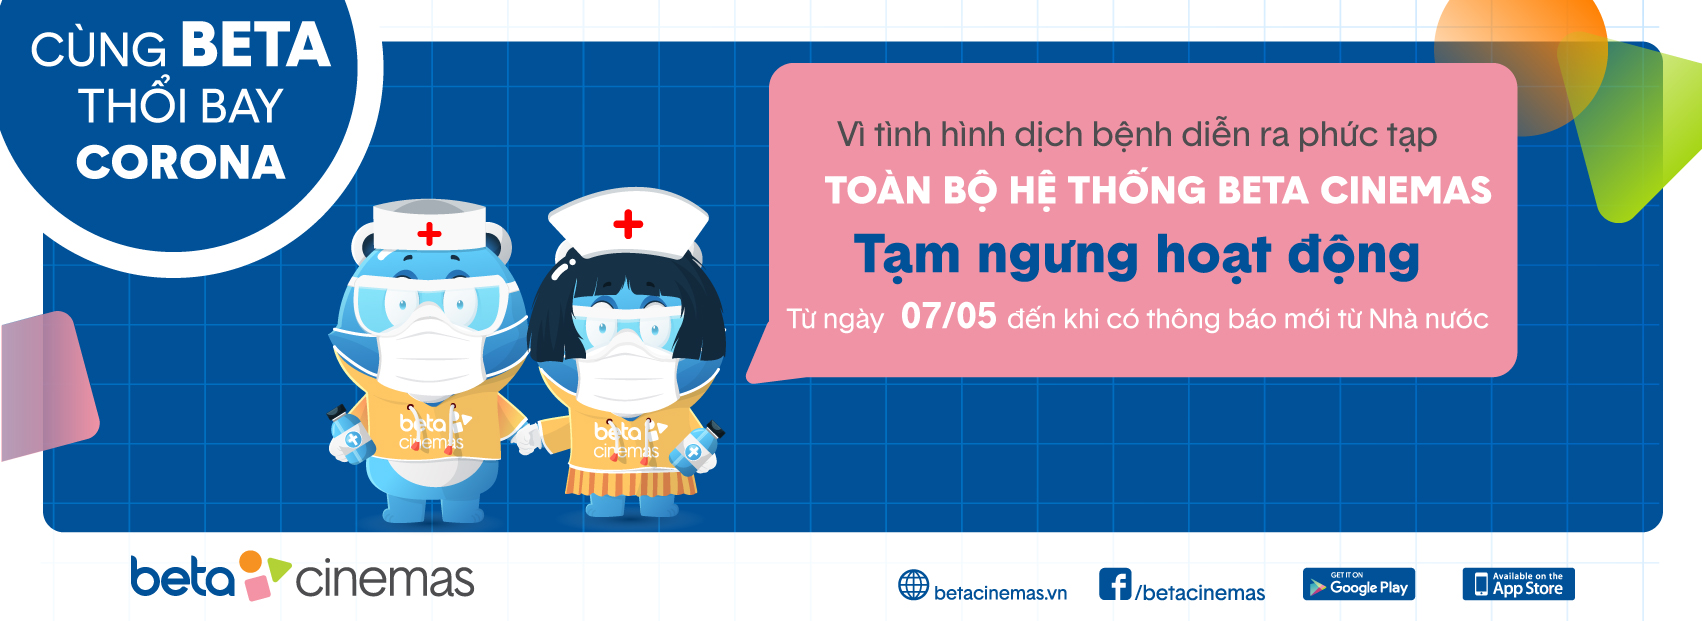 CÙNG BETA
THỔI BAY
CORONA
Vì tình hình dịch bệnh diễn ra phức tạp
TOÀN BỘ HỆ THỐNG BETA CINEMAS
Tạm ngưng hoạt động
Từ ngày 07/05 đến khi có thông báo mới từ Nhà nước
beta
cinemas
beta
cinemas
beta cinemas
betacinemas.vn
/betacinemas
GET IT ON
Google Play
Available on the
App Store